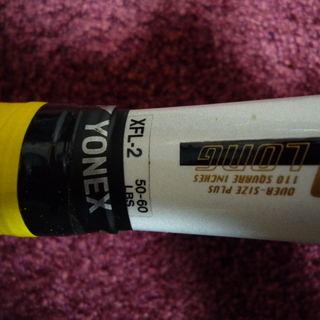 YONEX
XFL-2
50-60
LBS
LONG
OVER-SIZE PLUS
110 SQUARE INCHES